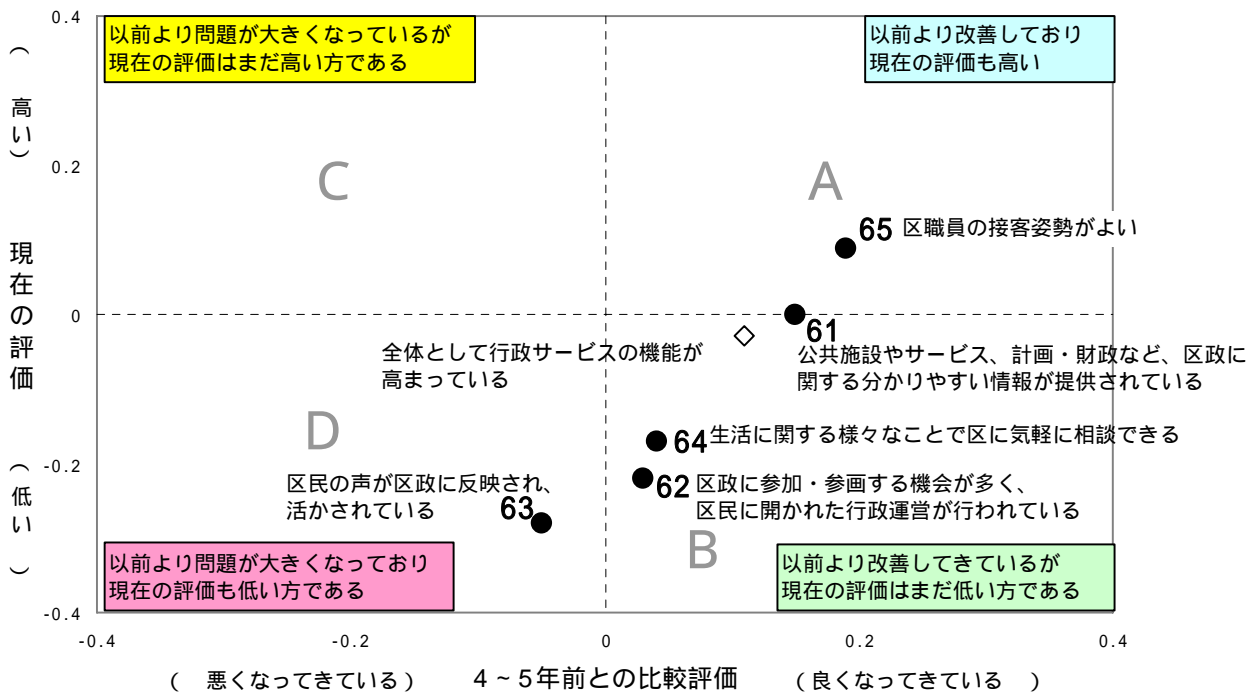 0.4
以前より問題が大きくなっているが
現在の評価はまだ高い方である
以前より改善しており
現在の評価も高い
(高い)
0.2
C
A
65 区職員の接客姿勢がよい
現在の評価
0
61
公共施設やサービス、計画・財政など、区政に
関する分かりやすい情報が提供されている
全体として行政サービスの機能が
高まっている
D
64 生活に関する様々なことで区に気軽に相談できる
-0.2
(低い)
区民の声が区政に反映され、
活かされている
63
62 区政に参加・参画する機会が多く、
区民に開かれた行政運営が行われている
B
以前より問題が大きくなっており
現在の評価も低い方である
以前より改善してきているが
現在の評価はまだ低い方である
-0.4
-0.4 -0.2 0 0.2 0.4
( 悪くなってきている) 4~5年前との比較評価 (良くなってきている )